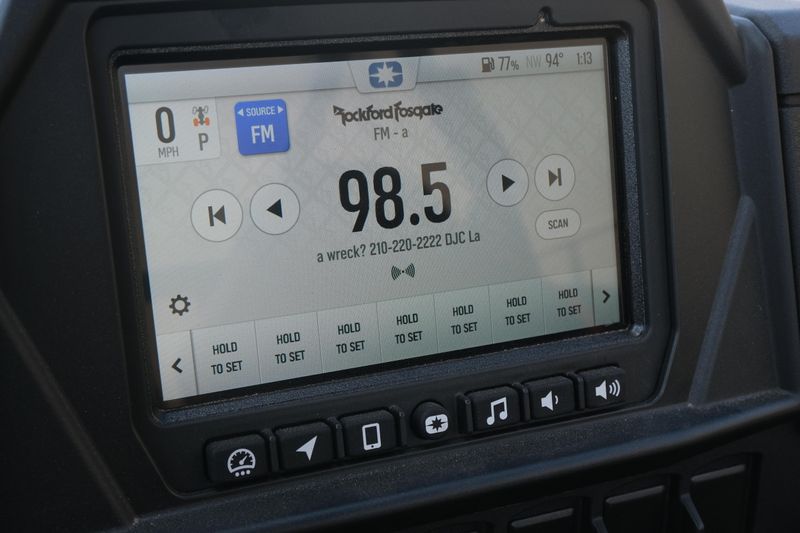 77% NW 94° 1:13
0
MPH
P
SOURCE
FM
Rockford Fosgate
FM - a
98.5
SCAN
a wreck? 210-220-2222 DJC La
HOLD TO SET
HOLD TO SET
HOLD TO SET
HOLD TO SET
HOLD TO SET
HOLD TO SET
HOLD TO SET